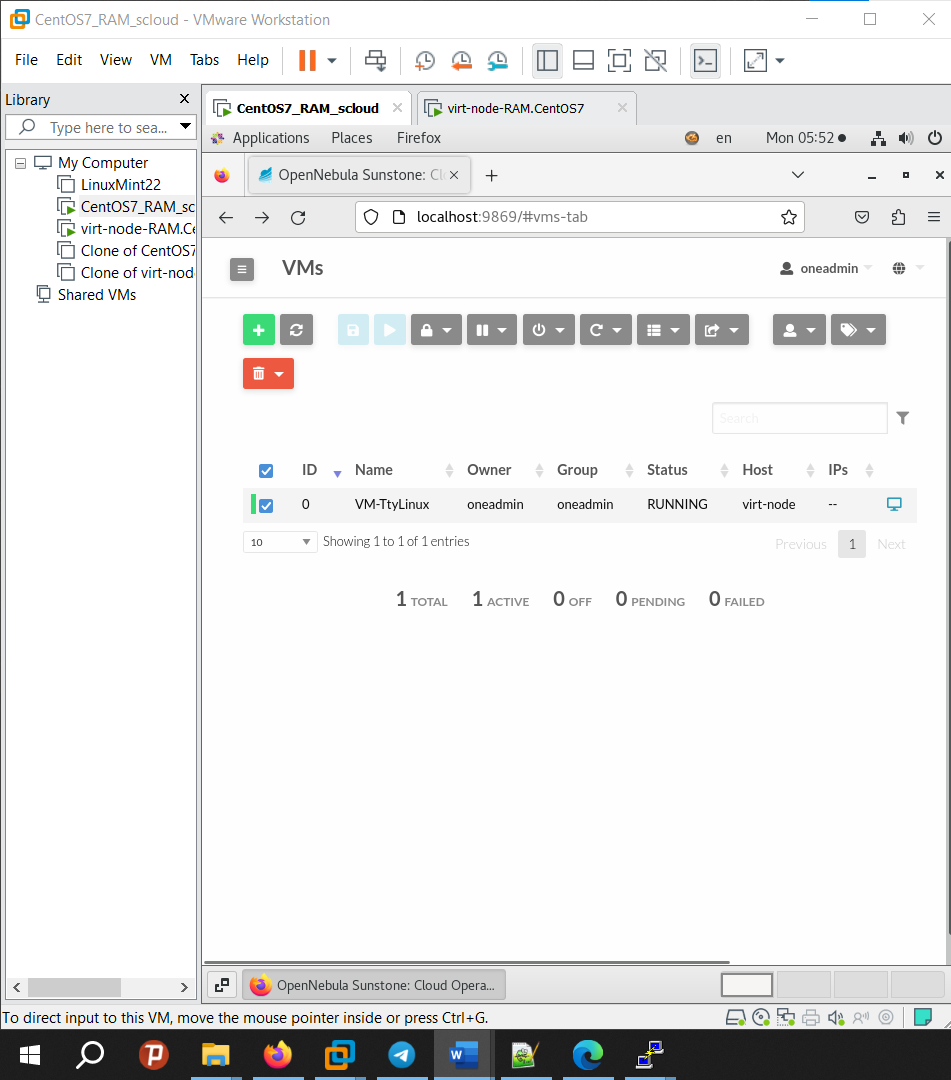 CentOS7_RAM_scloud - VMware Workstation
File Edit View VM Tabs Help
Library
Type here to sea...
My Computer
LinuxMint22
CentOS7_RAM_sc
virt-node-RAM.Ce
Clone of CentOS7
Clone of virt-nod
Shared VMs
CentOS7_RAM_scloud
virt-node-RAM.CentOS7
Applications Places Firefox en Mon 05:52
OpenNebula Sunstone: Clo
localhost:9869/#vms-tab
VMs oneadmin
Search
ID Name Owner Group Status Host IPs
0 VM-TtyLinux oneadmin oneadmin RUNNING virt-node --
10 Showing 1 to 1 of 1 entries Previous 1 Next
1 TOTAL 1 ACTIVE 0 OFF 0 PENDING 0 FAILED
OpenNebula Sunstone: Cloud Opera...
To direct input to this VM, move the mouse pointer inside or press Ctrl+G.